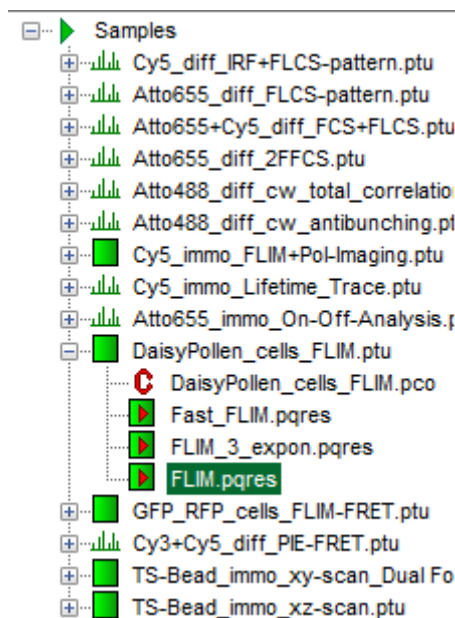 Samples
Cy5_diff_IRF+FLCS-pattern.ptu
Atto655_diff_FLCS-pattern.ptu
Atto655+Cy5_diff_FCS+FLCS.ptu
Atto655_diff_2FFCS.ptu
Atto488_diff_cw_total_correlatio
Atto488_diff_cw_antibunching.pt
Cy5_immo_FLIM+Pol-Imaging.ptu
Cy5_immo_Lifetime_Trace.ptu
Atto655_immo_On-Off-Analysis.p
DaisyPollen_cells_FLIM.ptu
C DaisyPollen_cells_FLIM.pco
Fast_FLIM.pqres
FLIM_3_expon.pqres
FLIM.pqres
GFP_RFP_cells_FLIM-FRET.ptu
Cy3+Cy5_diff_PIE-FRET.ptu
TS-Bead_immo_xy-scan_Dual Fo
TS-Bead_immo_xz-scan.ptu